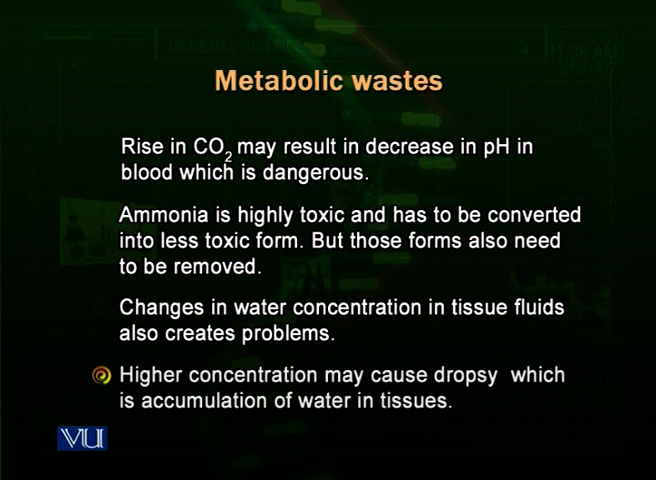 GENERAL SCIENCE
Metabolic wastes
Rise in CO₂ may result in decrease in pH in
blood which is dangerous.
Ammonia is highly toxic and has to be converted
into less toxic form. But those forms also need
to be removed.
Changes in water concentration in tissue fluids
also creates problems.
Higher concentration may cause dropsy which
is accumulation of water in tissues.
VU